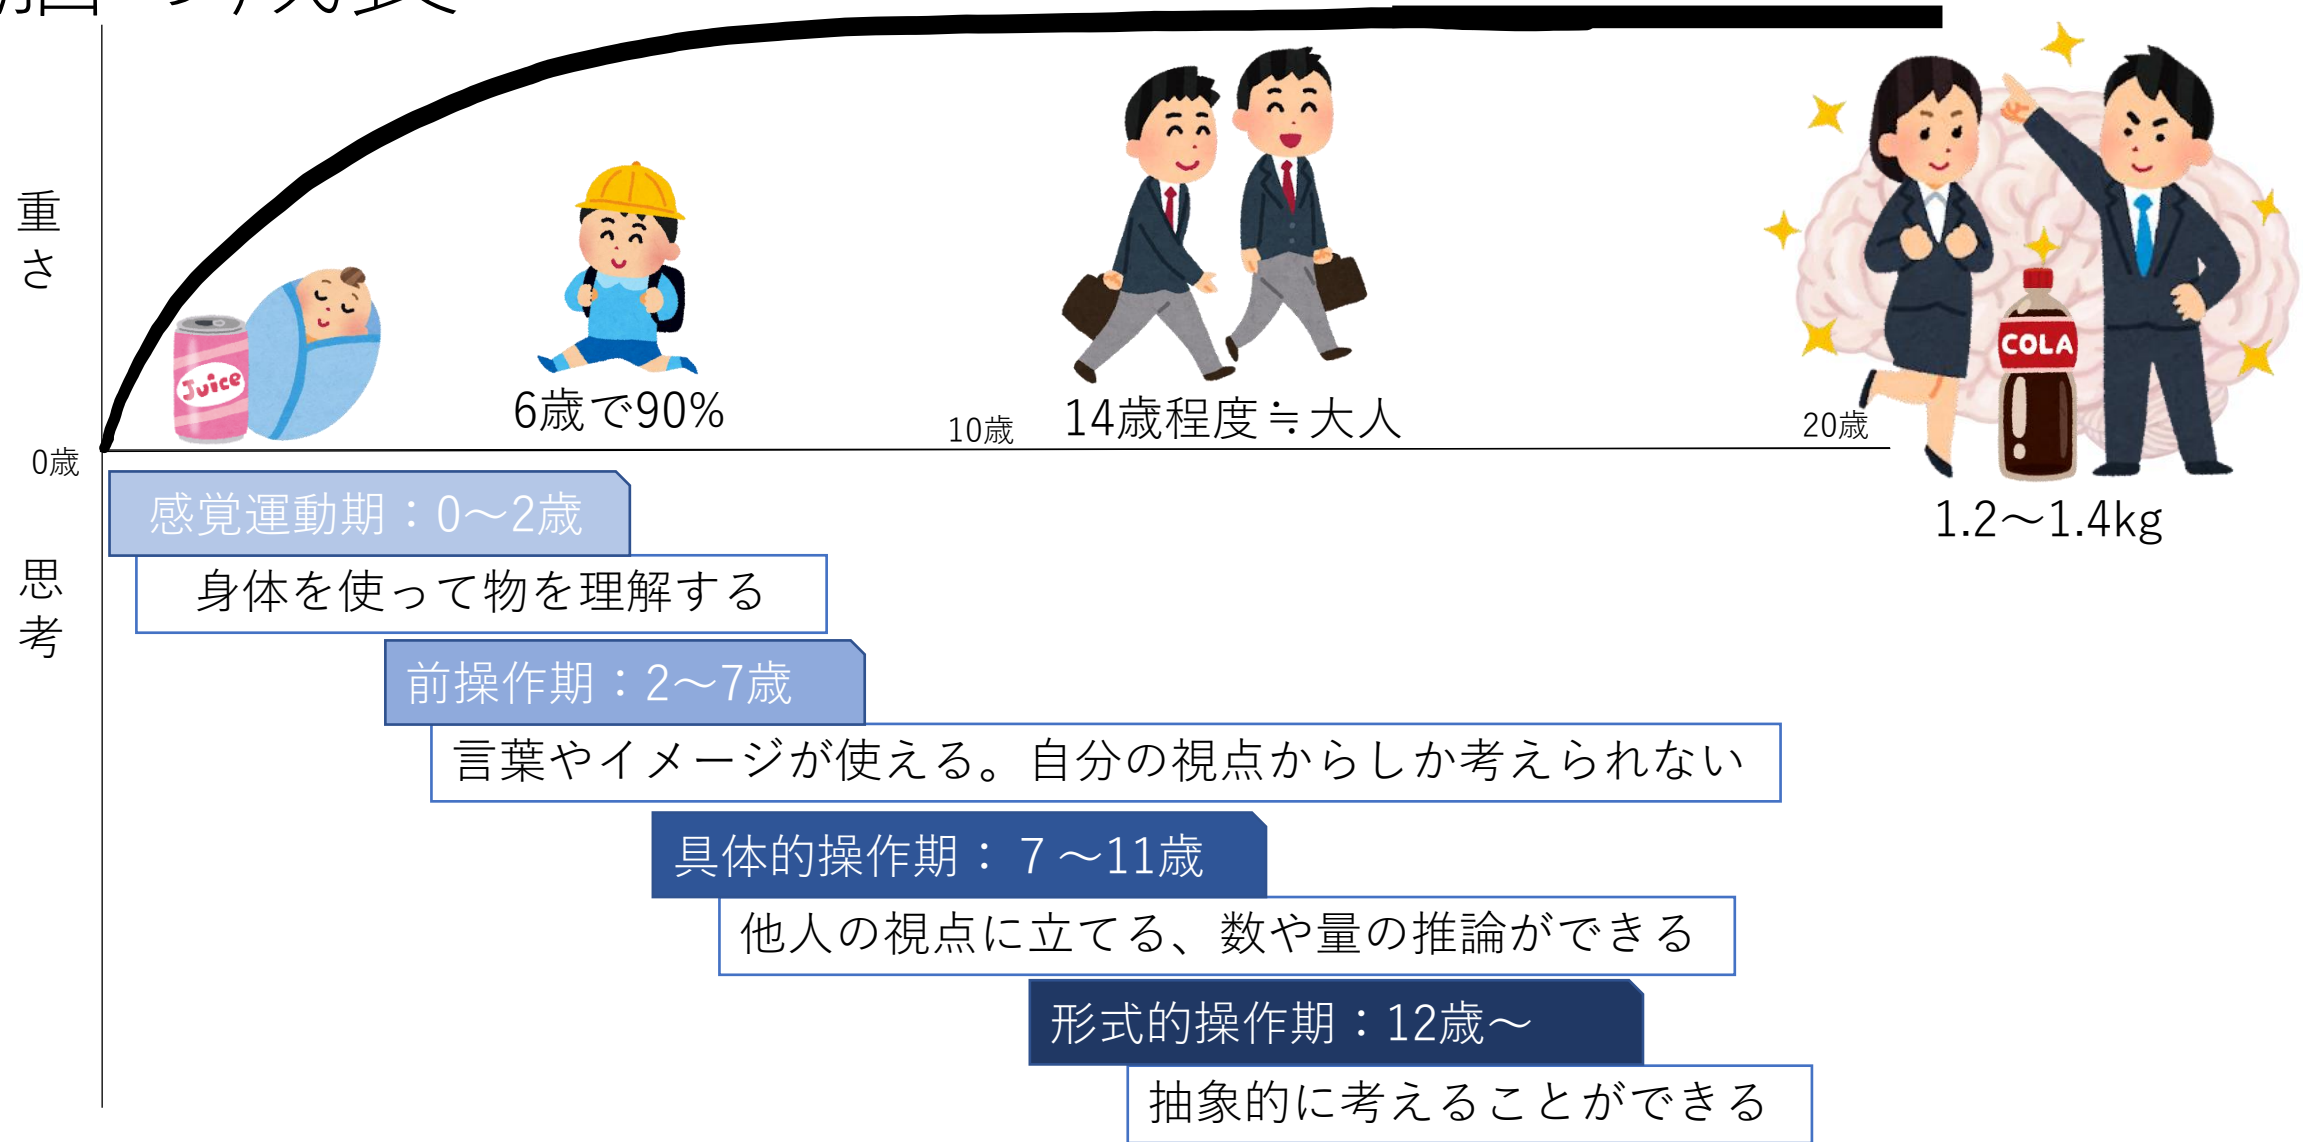 重さ
Juice
6歳で90%
10歳
14歳程度≒大人
20歳
COLA
0歳
1.2～1.4kg
思考
感覚運動期：0～2歳
身体を使って物を理解する
前操作期：2～7歳
言葉やイメージが使える。自分の視点からしか考えられない
具体的操作期：７～11歳
他人の視点に立てる、数や量の推論ができる
形式的操作期：12歳～
抽象的に考えることができる